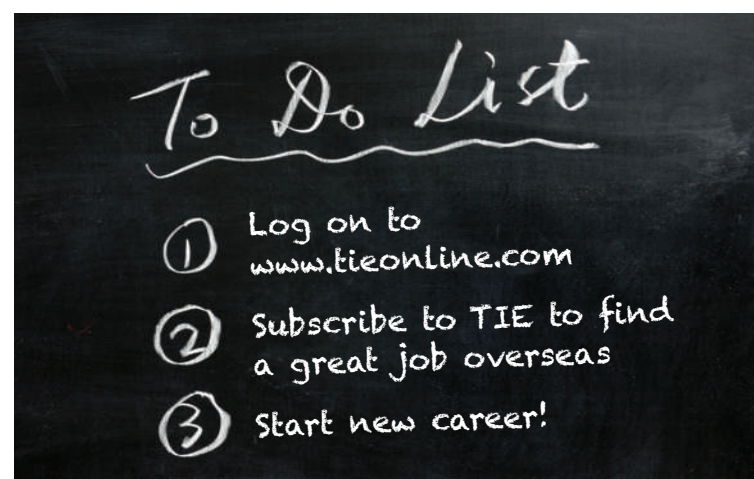 To Do List
1 Log on to
www.tieonline.com
2 Subscribe to TIE to find
a great job overseas
3 Start new career!